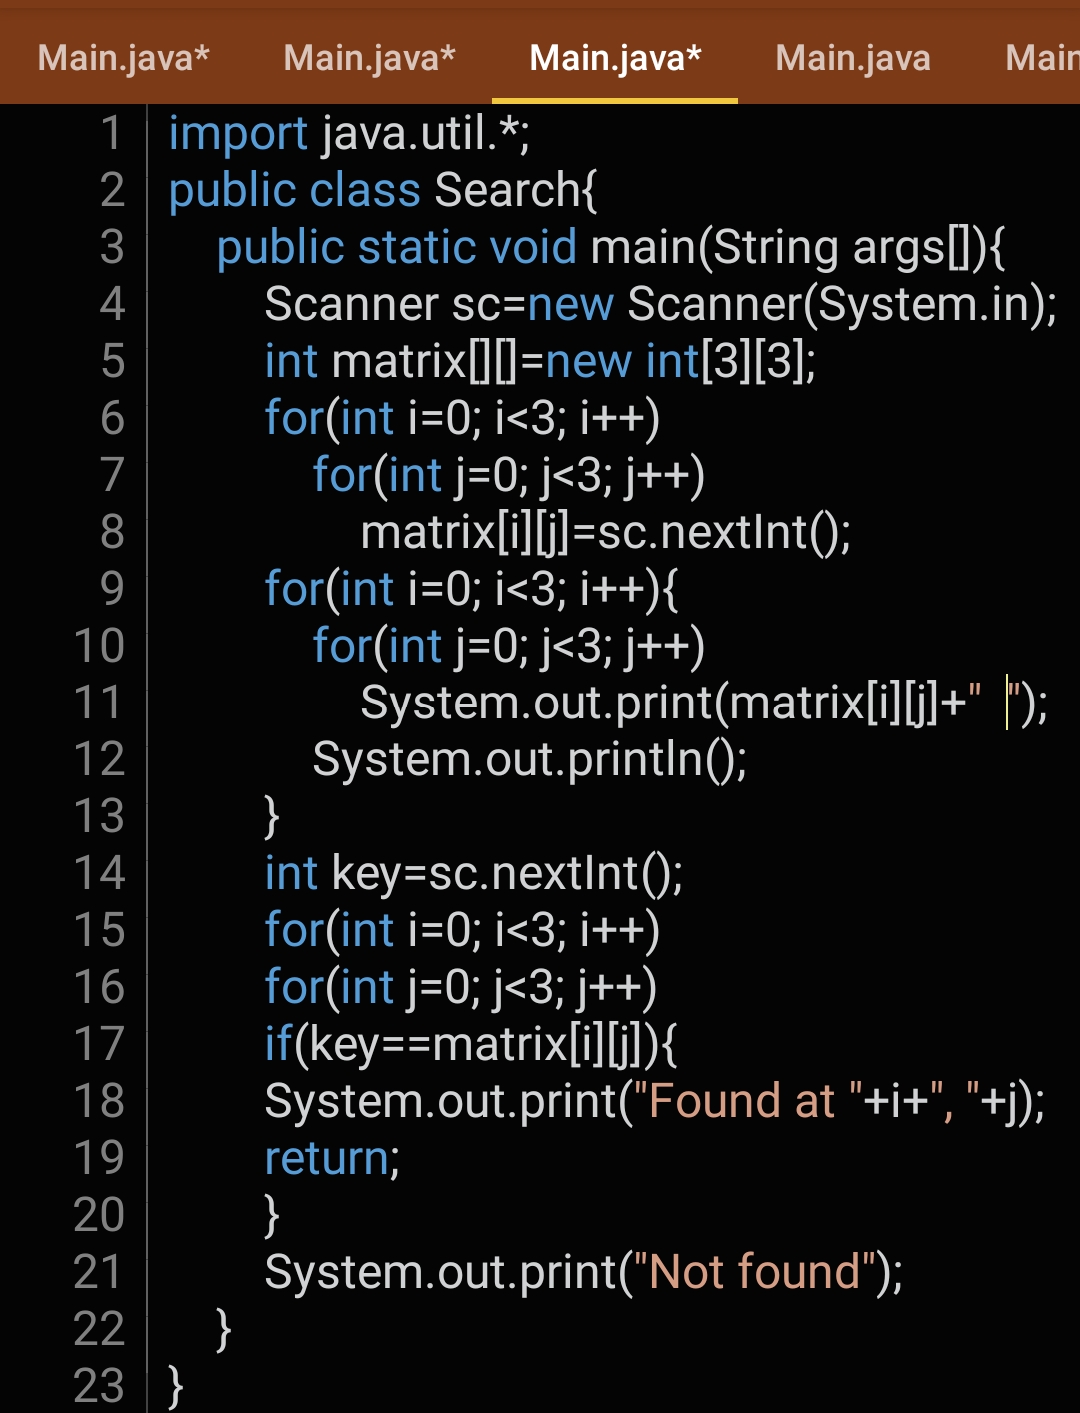 Main.java* Main.java* Main.java* Main.java Main
1 import java.util.*;
2 public class Search{
3 public static void main(String args[]){
4 Scanner sc=new Scanner(System.in);
5 int matrix[][]=new int[3][3];
6 for(int i=0; i<3; i++)
7 for(int j=0; j<3; j++)
8 matrix[i][j]=sc.nextInt();
9 for(int i=0; i<3; i++){
10 for(int j=0; j<3; j++)
11 System.out.print(matrix[i][j]+"  ");
12 System.out.println();
13 }
14 int key=sc.nextInt();
15 for(int i=0; i<3; i++)
16 for(int j=0; j<3; j++)
17 if(key==matrix[i][j]){
18 System.out.print("Found at "+i+", "+j);
19 return;
20 }
21 System.out.print("Not found");
22 }
23 }